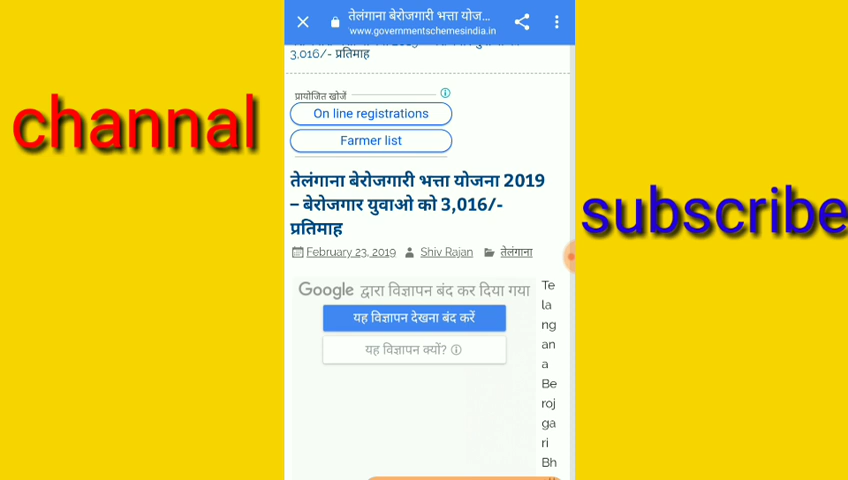 channal
subscribe
तेलंगाना बेरोजगारी भत्ता योज...
www.governmentschemesindia.in
3,016/- प्रतिमाह
प्रायोजित खोजें
On line registrations
Farmer list
तेलंगाना बेरोजगारी भत्ता योजना 2019
– बेरोजगार युवाओ को 3,016/-
प्रतिमाह
February 23, 2019 Shiv Rajan तेलंगाना
Google द्वारा विज्ञापन बंद कर दिया गया
यह विज्ञापन देखना बंद करें
यह विज्ञापन क्यों?
Te
la
ng
an
a
Be
roj
ga
ri
Bh